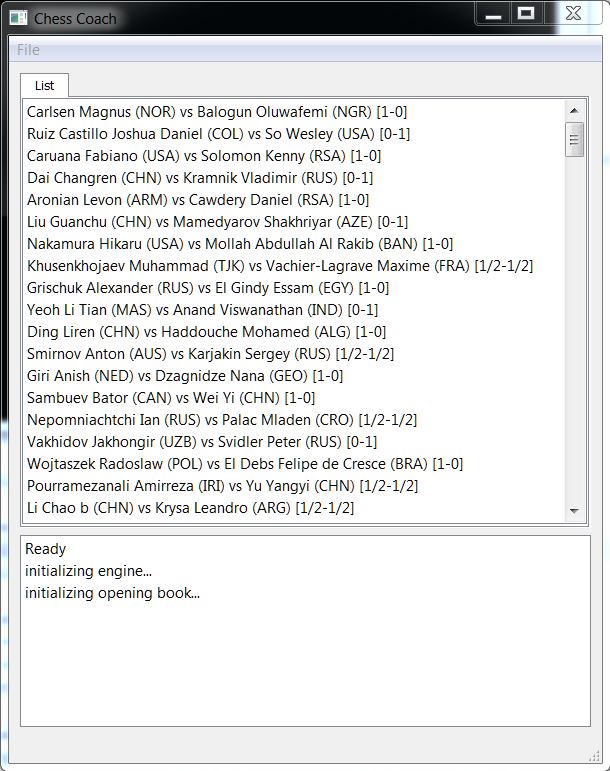 Chess Coach
File
List
Carlsen Magnus (NOR) vs Balogun Oluwafemi (NGR) [1-0]
Ruiz Castillo Joshua Daniel (COL) vs So Wesley (USA) [0-1]
Caruana Fabiano (USA) vs Solomon Kenny (RSA) [1-0]
Dai Changren (CHN) vs Kramnik Vladimir (RUS) [0-1]
Aronian Levon (ARM) vs Cawdery Daniel (RSA) [1-0]
Liu Guanchu (CHN) vs Mamedyarov Shakhriyar (AZE) [0-1]
Nakamura Hikaru (USA) vs Mollah Abdullah Al Rakib (BAN) [1-0]
Khusenkhojaev Muhammad (TJK) vs Vachier-Lagrave Maxime (FRA) [1/2-1/2]
Grischuk Alexander (RUS) vs El Gindy Essam (EGY) [1-0]
Yeoh Li Tian (MAS) vs Anand Viswanathan (IND) [0-1]
Ding Liren (CHN) vs Haddouche Mohamed (ALG) [1-0]
Smirnov Anton (AUS) vs Karjakin Sergey (RUS) [1/2-1/2]
Giri Anish (NED) vs Dzagnidze Nana (GEO) [1-0]
Sambuev Bator (CAN) vs Wei Yi (CHN) [1-0]
Nepomniachtchi Ian (RUS) vs Palac Mladen (CRO) [1/2-1/2]
Vakhidov Jakhongir (UZB) vs Svidler Peter (RUS) [0-1]
Wojtaszek Radoslaw (POL) vs El Debs Felipe de Cresce (BRA) [1-0]
Pourramezanali Amirreza (IRI) vs Yu Yangyi (CHN) [1/2-1/2]
Li Chao b (CHN) vs Krysa Leandro (ARG) [1/2-1/2]
Ready
initializing engine...
initializing opening book...